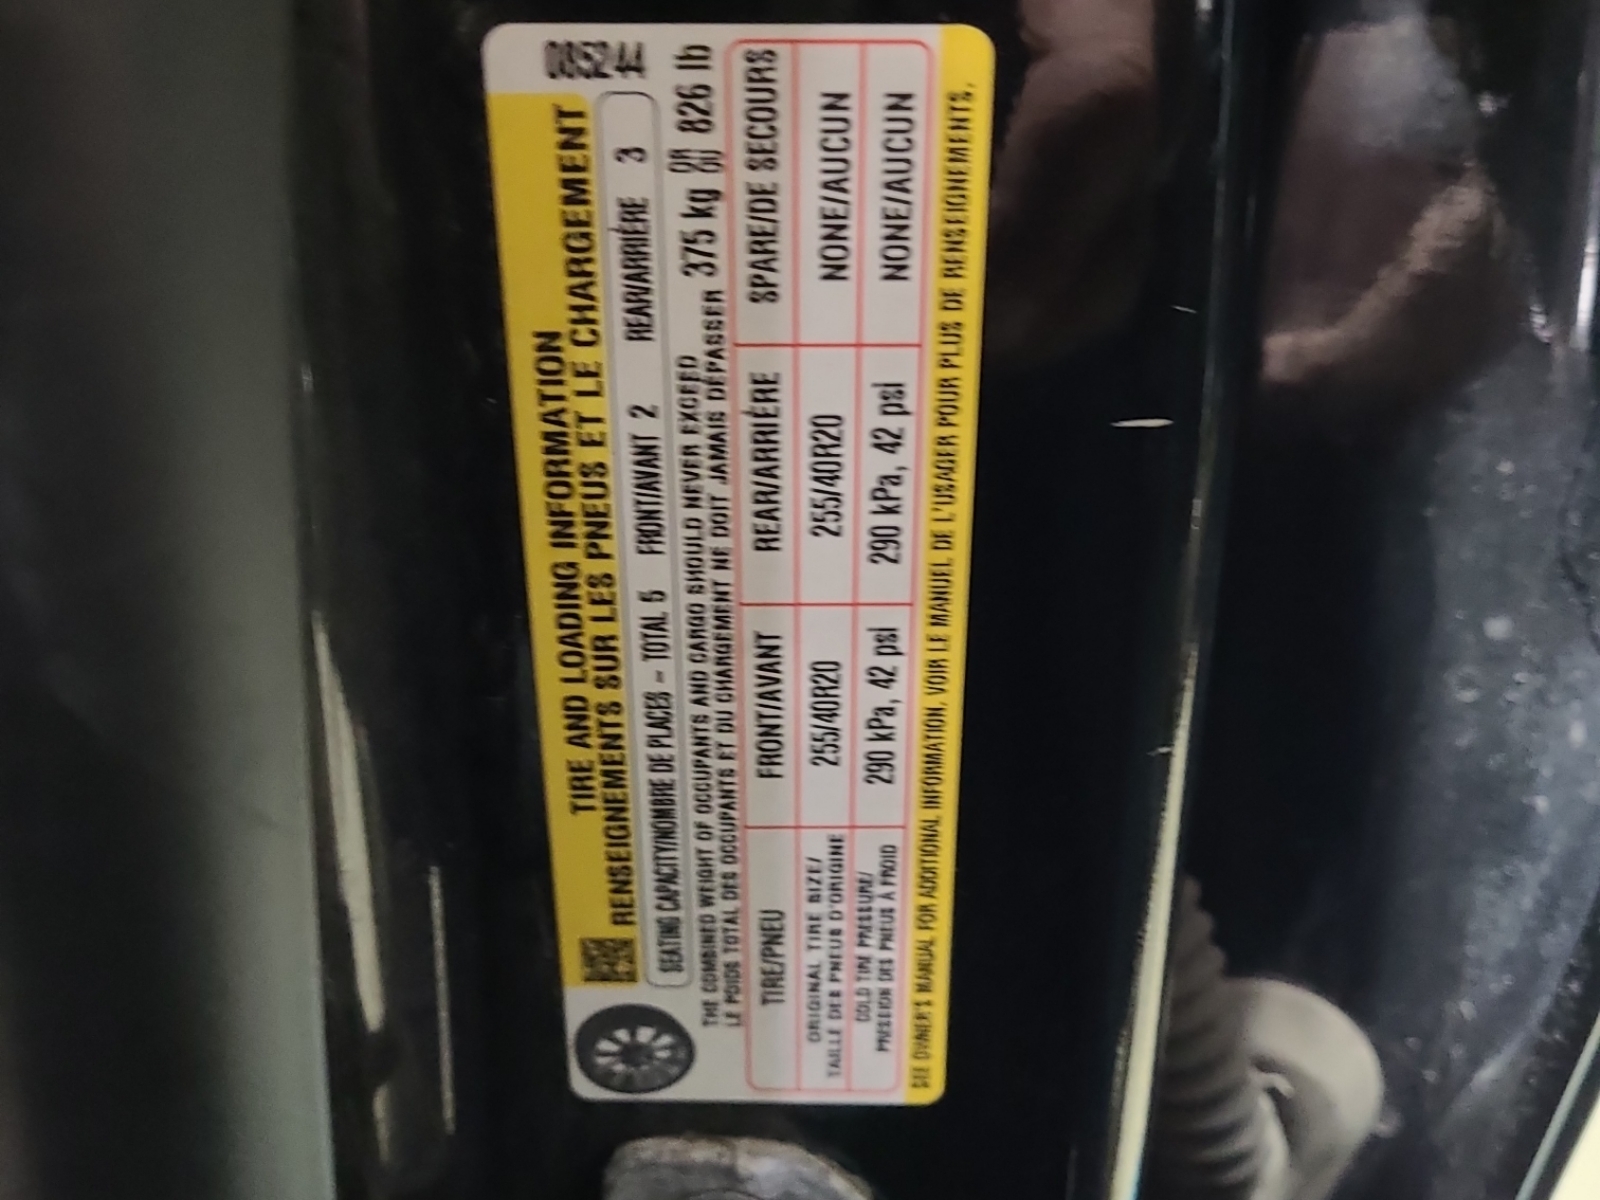 085244
TIRE AND LOADING INFORMATION
RENSEIGNEMENTS SUR LES PNEUS ET LE CHARGEMENT
SEATING CAPACITY/NOMBRE DE PLACES - TOTAL 5 FRONT/AVANT 2 REAR/ARRIÈRE 3
THE COMBINED WEIGHT OF OCCUPANTS AND CARGO SHOULD NEVER EXCEED
LE POIDS TOTAL DES OCCUPANTS ET DU CHARGEMENT NE DOIT JAMAIS DÉPASSER
375 kg OR OU 826 lb
TIRE/PNEU FRONT/AVANT REAR/ARRIÈRE SPARE/DE SECOURS
ORIGINAL TIRE SIZE/
TAILLE DES PNEUS D'ORIGINE 255/40R20 255/40R20 NONE/AUCUN
COLD TIRE PRESSURE/
PRESSION DES PNEUS À FROID 290 kPa, 42 psi 290 kPa, 42 psi NONE/AUCUN
SEE OWNER'S MANUAL FOR ADDITIONAL INFORMATION. VOIR LE MANUEL DE L'USAGER POUR PLUS DE RENSEIGNEMENTS.